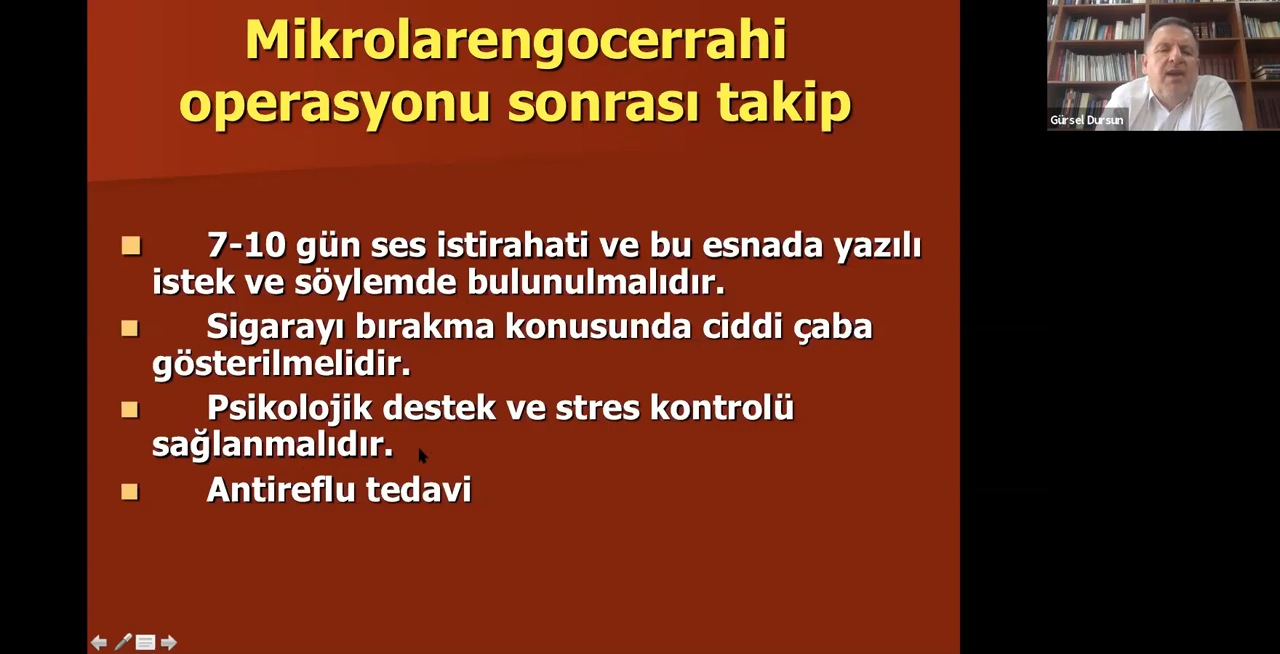 Mikrolarengocerrahi
operasyonu sonrası takip
7-10 gün ses istirahati ve bu esnada yazılı
istek ve söylemde bulunulmalıdır.
Sigarayı bırakma konusunda ciddi çaba
gösterilmelidir.
Psikolojik destek ve stres kontrolü
sağlanmalıdır.
Antireflu tedavi
Gürsel Dursun